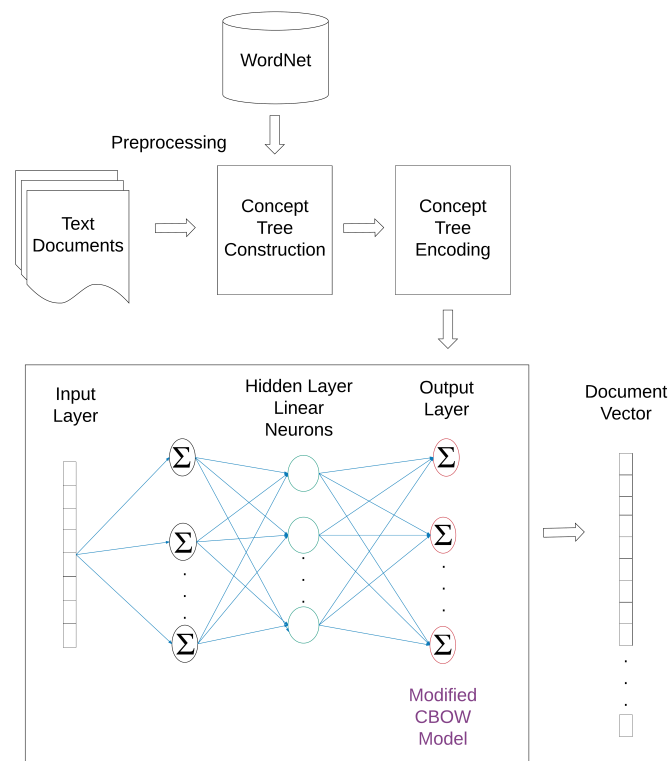 WordNet
Preprocessing
Text
Documents
Concept
Tree
Construction
Concept
Tree
Encoding
Input
Layer
Hidden Layer
Linear
Neurons
Output
Layer
Document
Vector
Σ
Σ
Σ
Σ
Σ
Σ
Modified
CBOW
Model